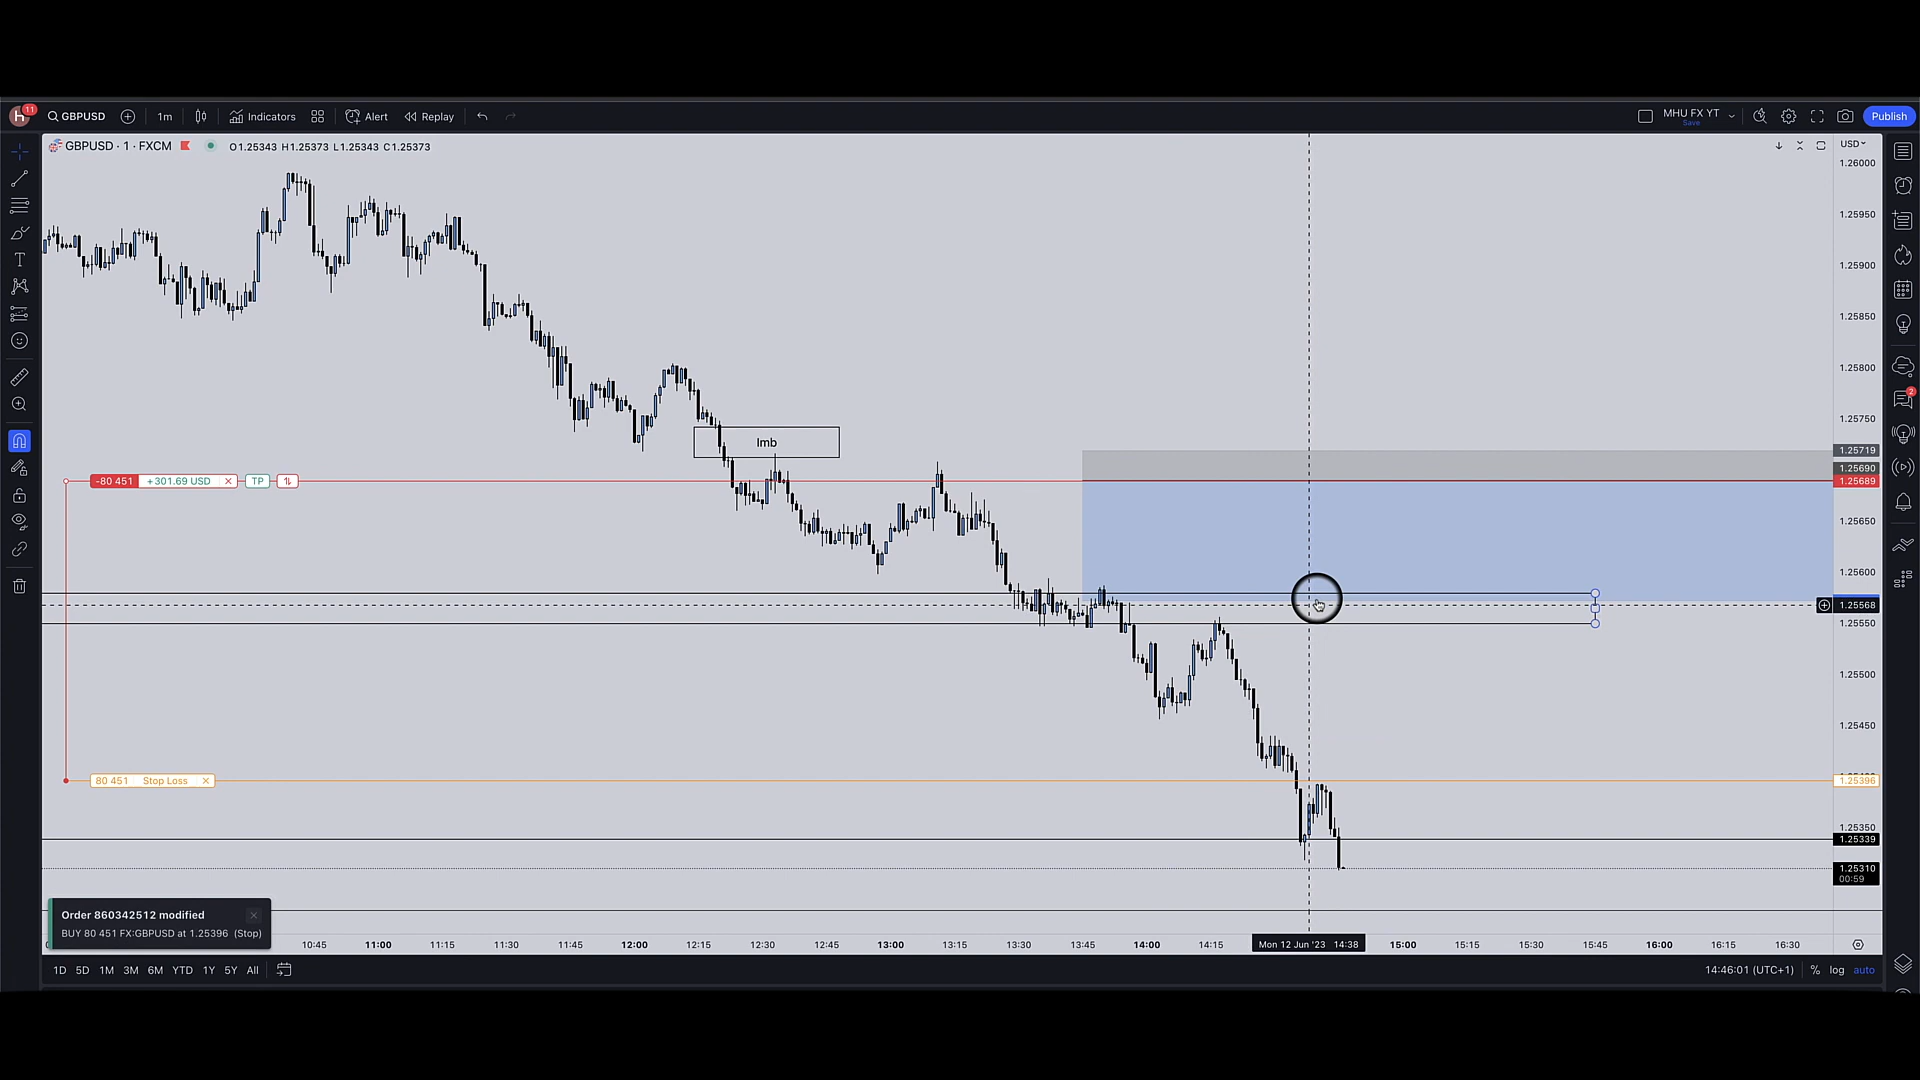 h 11 GBPUSD 1m Indicators Alert Replay MHU FX YT Save Publish
GBPUSD · 1 · FXCM O1.25343 H1.25373 L1.25343 C1.25373 USD
1.26000
1.25950
1.25900
1.25850
1.25800
1.25750
Imb
1.25719
1.25690
-80 451 +301.69 USD TP 1.25689
1.25650
1.25600
1.25568
1.25550
1.25500
1.25450
80 451 Stop Loss 1.25396
1.25350
1.25339
1.25310
00:59
Order 860342512 modified
BUY 80 451 FX:GBPUSD at 1.25396 (Stop)
10:45 11:00 11:15 11:30 11:45 12:00 12:15 12:30 12:45 13:00 13:15 13:30 13:45 14:00 14:15 Mon 12 Jun '23 14:38 15:00 15:15 15:30 15:45 16:00 16:15 16:30
1D 5D 1M 3M 6M YTD 1Y 5Y All 14:46:01 (UTC+1) % log auto
2